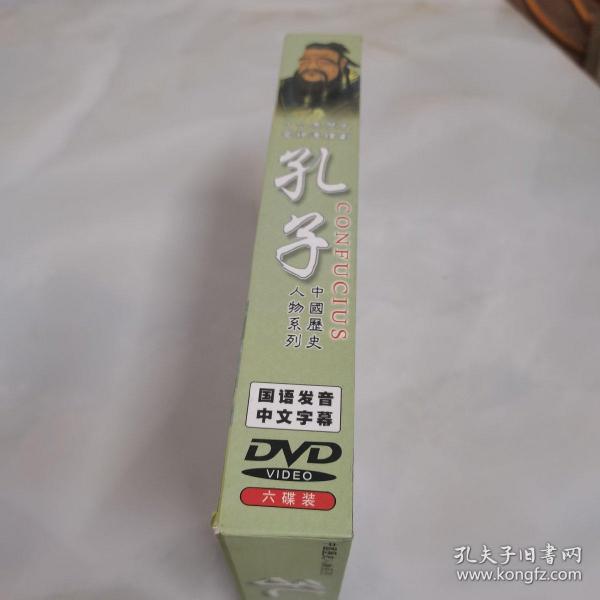 孔子
CONFUCIUS
中國歷史
人物系列
国语发音
中文字幕
DVD
VIDEO
六碟装
孔夫子旧书网
www.kongfz.com